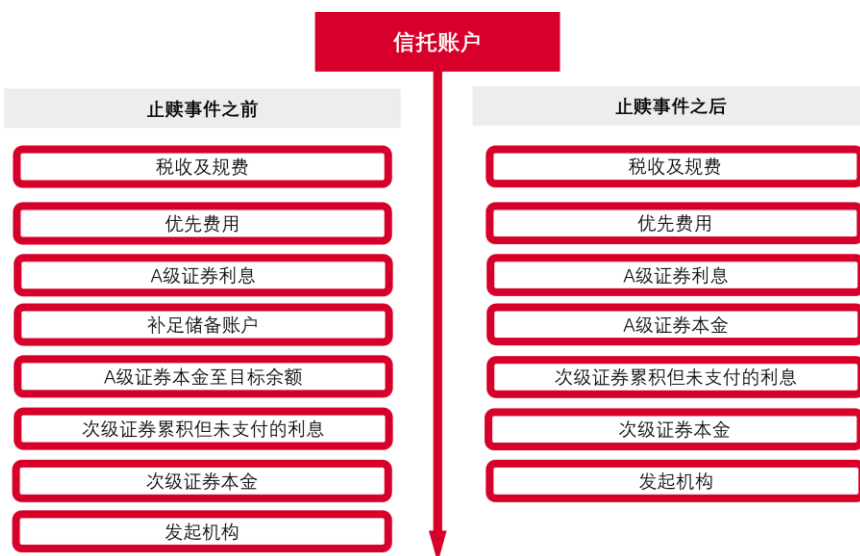 信托账户
止赎事件之前
税收及规费
优先费用
A级证券利息
补足储备账户
A级证券本金至目标余额
次级证券累积但未支付的利息
次级证券本金
发起机构
止赎事件之后
税收及规费
优先费用
A级证券利息
A级证券本金
次级证券累积但未支付的利息
次级证券本金
发起机构